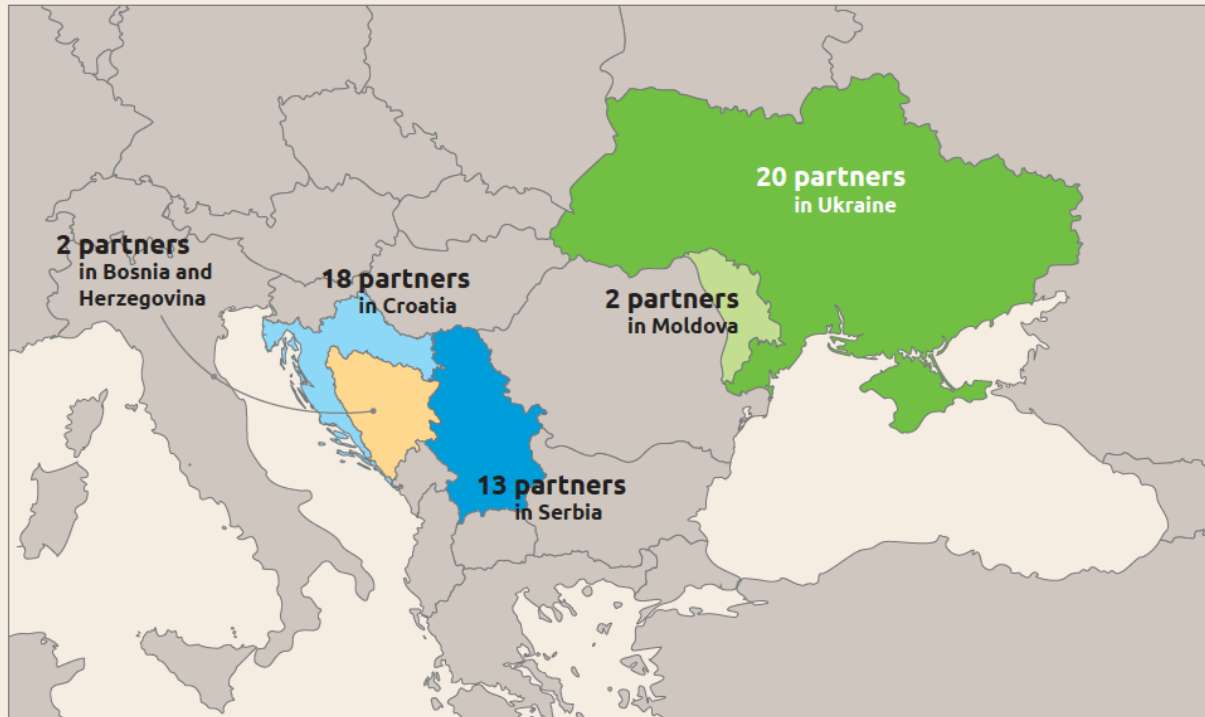 20 partners
in Ukraine
2 partners
in Bosnia and
Herzegovina
18 partners
in Croatia
2 partners
in Moldova
13 partners
in Serbia